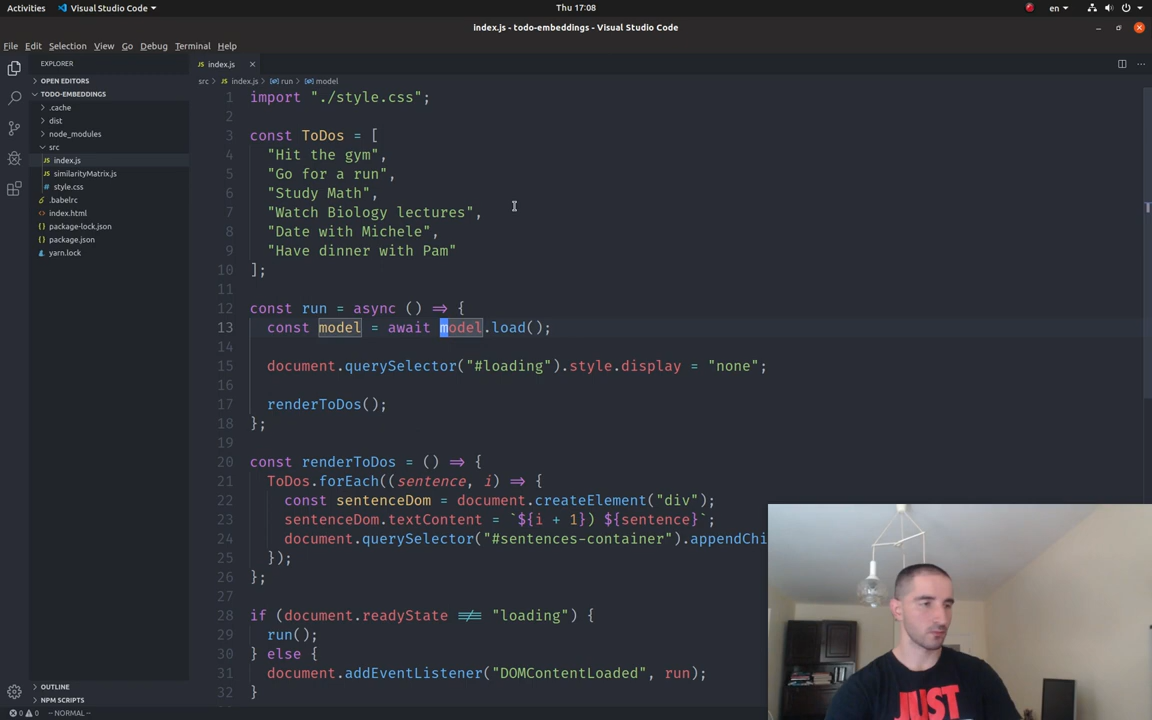 Activities Visual Studio Code Thu 17:08 en
index.js - todo-embeddings - Visual Studio Code
File Edit Selection View Go Debug Terminal Help
EXPLORER
OPEN EDITORS
TODO-EMBEDDINGS
.cache
dist
node_modules
src
JS index.js
JS similarityMatrix.js
# style.css
.babelrc
index.html
package-lock.json
package.json
yarn.lock
OUTLINE
NPM SCRIPTS
JS index.js
src > JS index.js > run > model
1 import "./style.css";
2
3 const ToDos = [
4 "Hit the gym",
5 "Go for a run",
6 "Study Math",
7 "Watch Biology lectures",
8 "Date with Michele",
9 "Have dinner with Pam"
10 ];
11
12 const run = async () => {
13 const model = await model.load();
14
15 document.querySelector("#loading").style.display = "none";
16
17 renderToDos();
18 };
19
20 const renderToDos = () => {
21 ToDos.forEach((sentence, i) => {
22 const sentenceDom = document.createElement("div");
23 sentenceDom.textContent = `${i + 1}) ${sentence}`;
24 document.querySelector("#sentences-container").appendChi
25 });
26 };
27
28 if (document.readyState !== "loading") {
29 run();
30 } else {
31 document.addEventListener("DOMContentLoaded", run);
32 }
0 0 -- NORMAL --
JUST